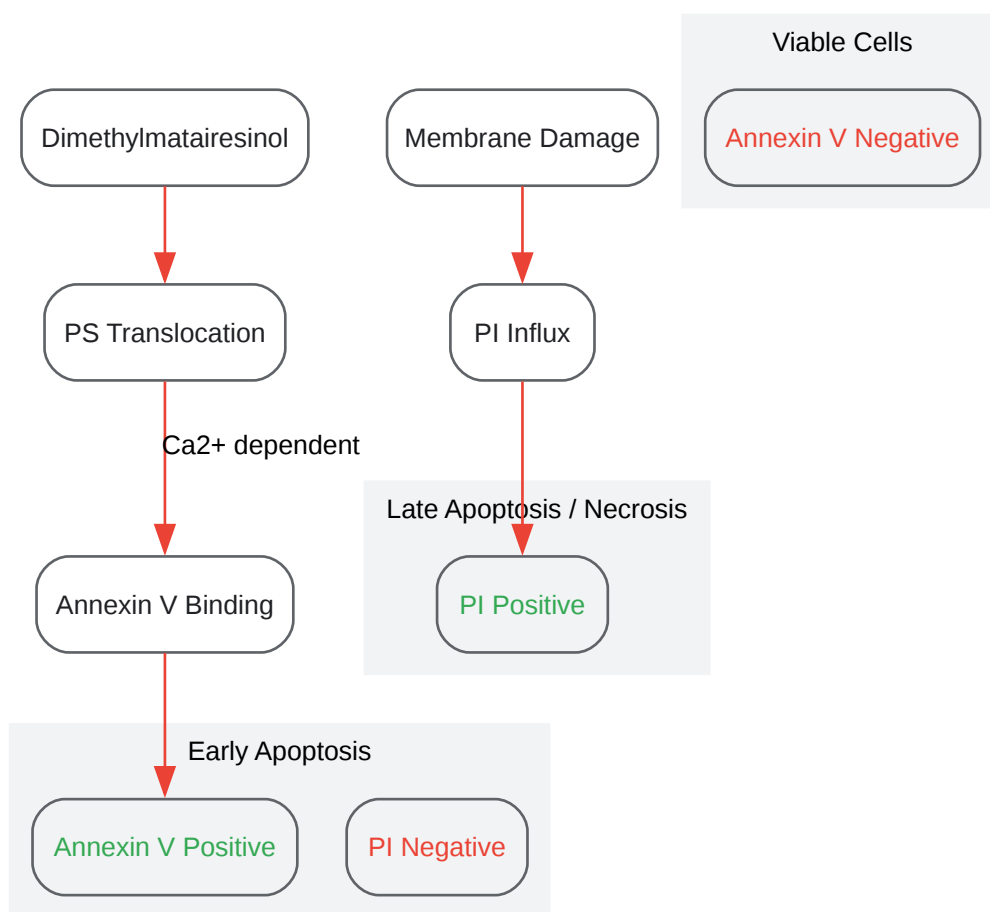 Viable Cells
Dimethylmatairesinol
Membrane Damage
Annexin V Negative
PS Translocation
PI Influx
Ca2+ dependent
Late Apoptosis / Necrosis
Annexin V Binding
PI Positive
Early Apoptosis
Annexin V Positive
PI Negative